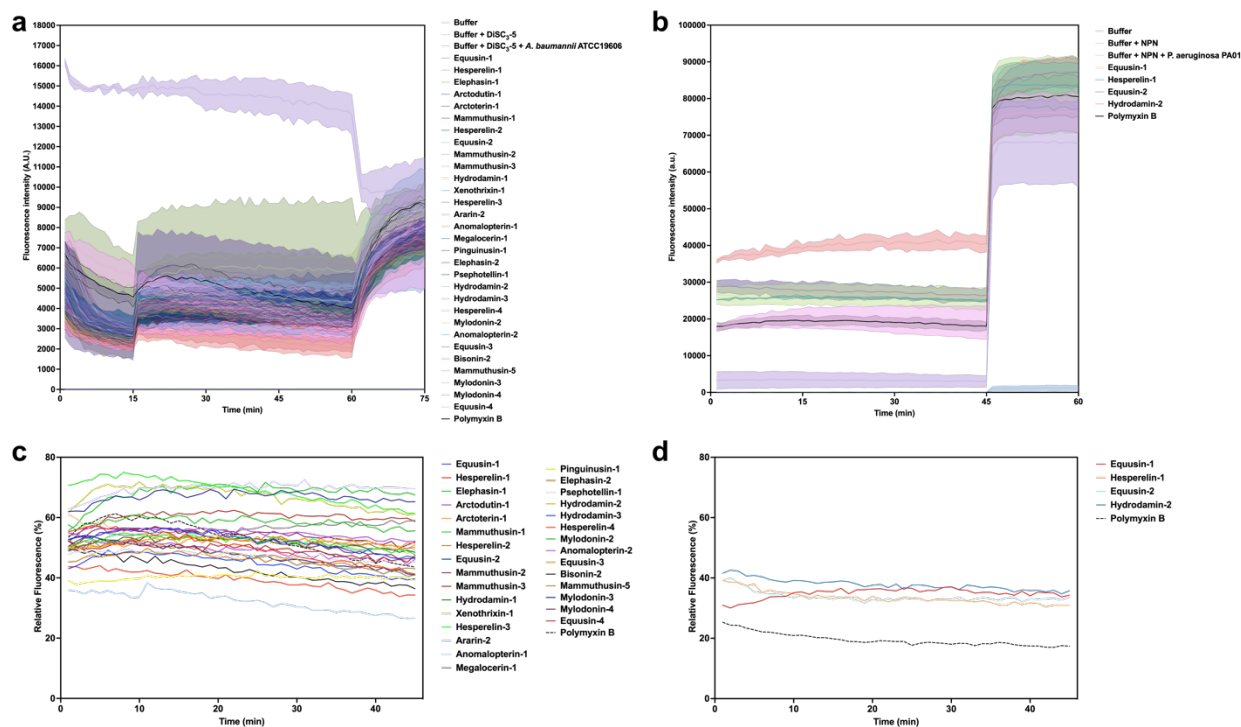 a
18000
17000
16000
15000
14000
13000
12000
11000
10000
9000
8000
7000
6000
5000
4000
3000
2000
1000
0
Fluorescence intensity (A.U.)
0 15 30 45 60 75
Time (min)
Buffer
Buffer + DiSC3-5
Buffer + DiSC3-5 + A. baumannii ATCC19606
Equusin-1
Hesperelin-1
Elephasin-1
Arctodutin-1
Arctoterin-1
Mammuthusin-1
Hesperelin-2
Equusin-2
Mammuthusin-2
Mammuthusin-3
Hydrodamin-1
Xenothrixin-1
Hesperelin-3
Ararin-2
Anomalopterin-1
Megalocerin-1
Pinguinusin-1
Elephasin-2
Psephotellin-1
Hydrodamin-2
Hydrodamin-3
Hesperelin-4
Mylodonin-2
Anomalopterin-2
Equusin-3
Bisonin-2
Mammuthusin-5
Mylodonin-3
Mylodonin-4
Equusin-4
Polymyxin B
b
100000
90000
80000
70000
60000
50000
40000
30000
20000
10000
0
Fluorescence intensity (a.u.)
0 15 30 45 60
Time (min)
Buffer
Buffer + NPN
Buffer + NPN + P. aeruginosa PA01
Equusin-1
Hesperelin-1
Equusin-2
Hydrodamin-2
Polymyxin B
c
80
60
40
20
0
Relative Fluorescence (%)
0 10 20 30 40
Time (min)
Equusin-1
Hesperelin-1
Elephasin-1
Arctodutin-1
Arctoterin-1
Mammuthusin-1
Hesperelin-2
Equusin-2
Mammuthusin-2
Mammuthusin-3
Hydrodamin-1
Xenothrixin-1
Hesperelin-3
Ararin-2
Anomalopterin-1
Megalocerin-1
Pinguinusin-1
Elephasin-2
Psephotellin-1
Hydrodamin-2
Hydrodamin-3
Hesperelin-4
Mylodonin-2
Anomalopterin-2
Equusin-3
Bisonin-2
Mammuthusin-5
Mylodonin-3
Mylodonin-4
Equusin-4
Polymyxin B
d
80
60
40
20
0
Relative Fluorescence (%)
0 10 20 30 40
Time (min)
Equusin-1
Hesperelin-1
Equusin-2
Hydrodamin-2
Polymyxin B